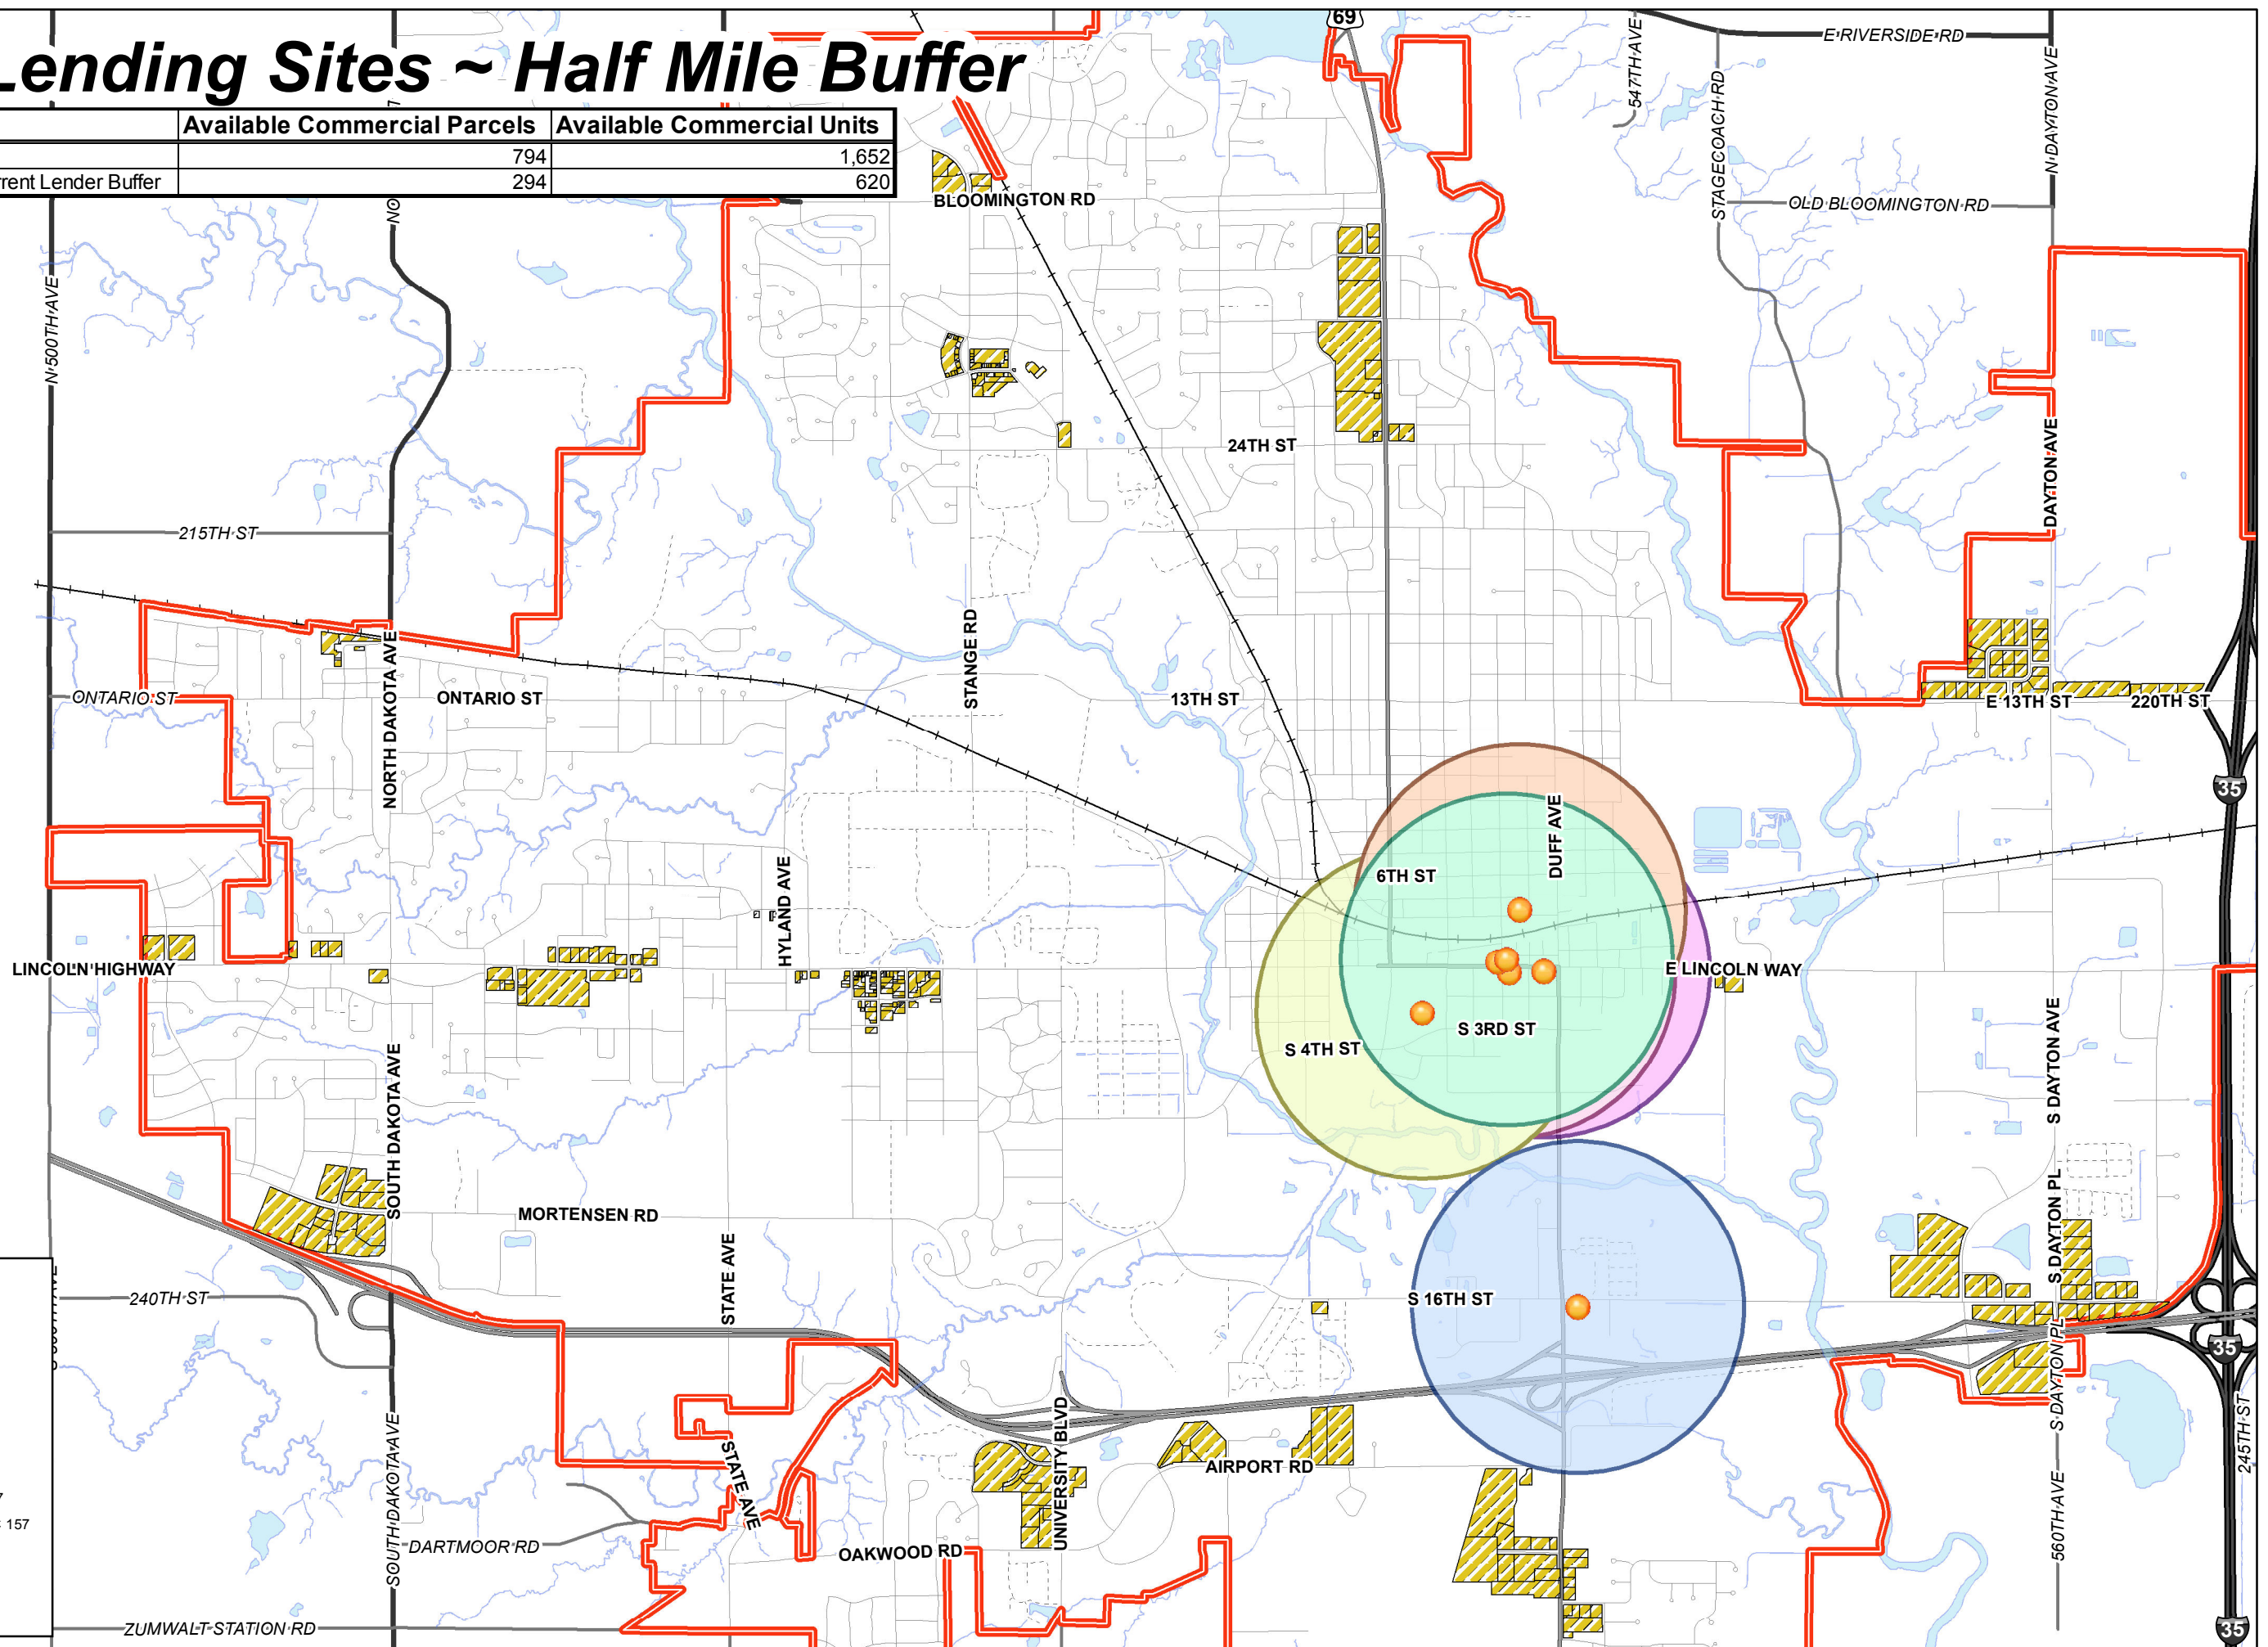 Lending Sites ~ Half Mile Buffer
Available Commercial Parcels Available Commercial Units
794 1,652
rrent Lender Buffer 294 620
69
E RIVERSIDE RD
547TH AVE
STAGECOACH RD
N DAYTON AVE
OLD BLOOMINGTON RD
BLOOMINGTON RD
NO
N 500TH AVE
24TH ST
DAYTON AVE
215TH ST
STANGE RD
NORTH DAKOTA AVE
ONTARIO ST
ONTARIO ST
13TH ST
E 13TH ST
220TH ST
35
DUFF AVE
6TH ST
HYLAND AVE
LINCOLN HIGHWAY
E LINCOLN WAY
S 3RD ST
S 4TH ST
SOUTH DAKOTA AVE
S DAYTON AVE
MORTENSEN RD
S DAYTON PL
STATE AVE
240TH ST
S 16TH ST
35
S DAYTON PL
245TH ST
UNIVERSITY BLVD
AIRPORT RD
STATE AVE
SOUTH DAKOTA AVE
560TH AVE
157
DARTMOOR RD
OAKWOOD RD
ZUMWALT STATION RD
35